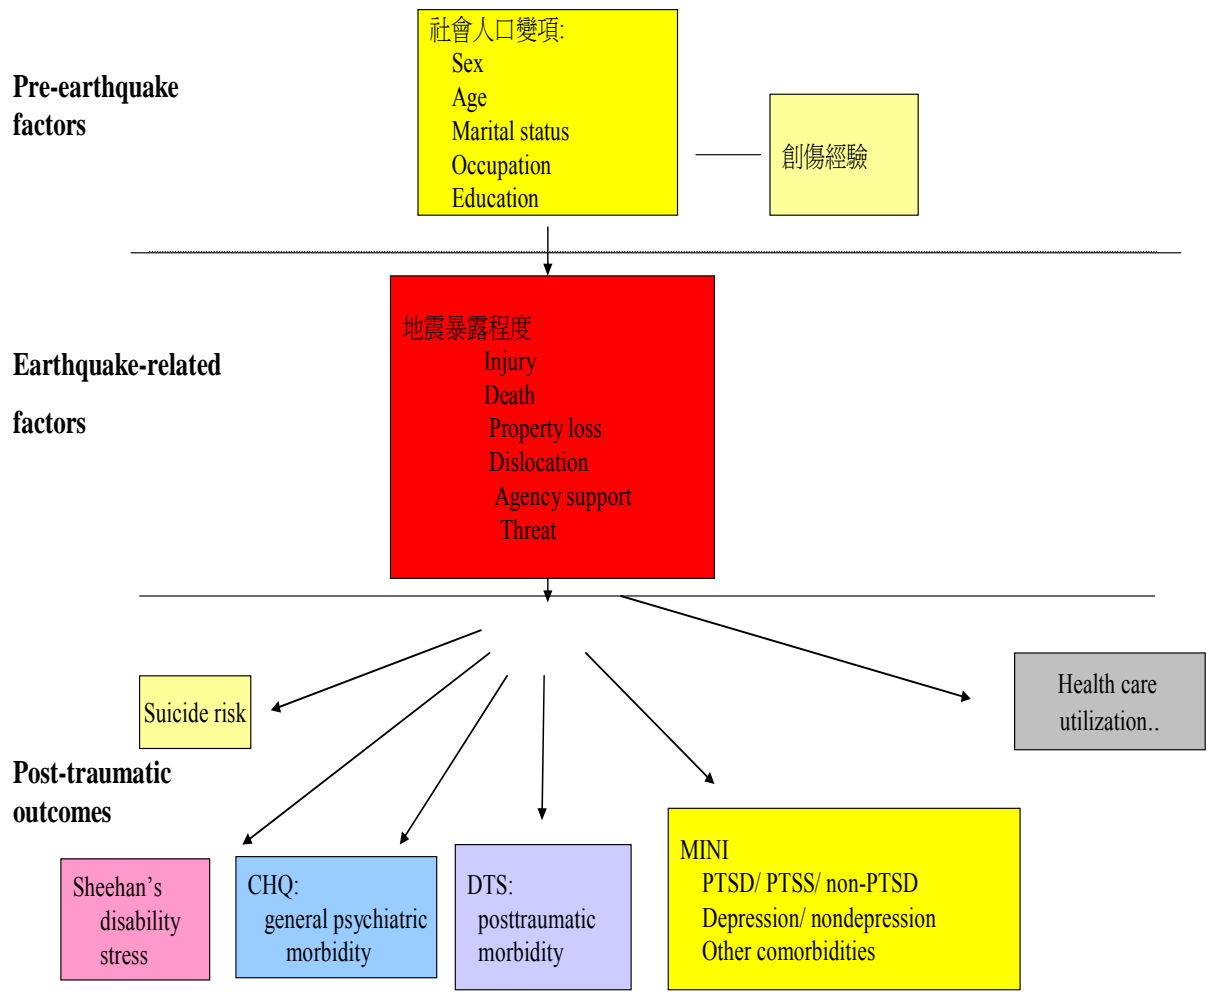 社會人口變項:
Sex
Age
Marital status
Occupation
Education
Pre-earthquake
factors
創傷經驗
地震暴露程度
Injury
Death
Property loss
Dislocation
Agency support
Threat
Earthquake-related
factors
Suicide risk
Health care
utilization..
Post-traumatic
outcomes
Sheehan’s
disability
stress
CHQ:
general psychiatric
morbidity
DTS:
posttraumatic
morbidity
MINI
PTSD/ PTSS/ non-PTSD
Depression/ nondepression
Other comorbidities